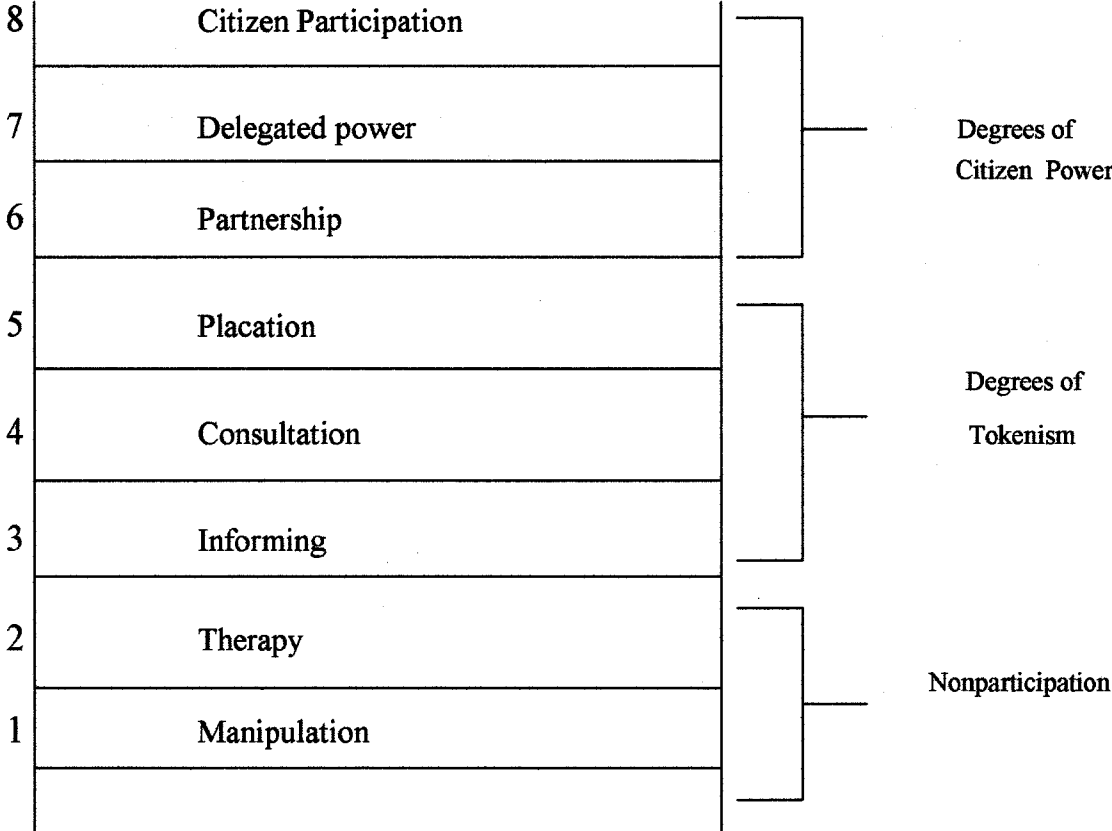 8 Citizen Participation
7 Delegated power
6 Partnership
5 Placation
4 Consultation
3 Informing
2 Therapy
1 Manipulation
Degrees of
Citizen Power
Degrees of
Tokenism
Nonparticipation